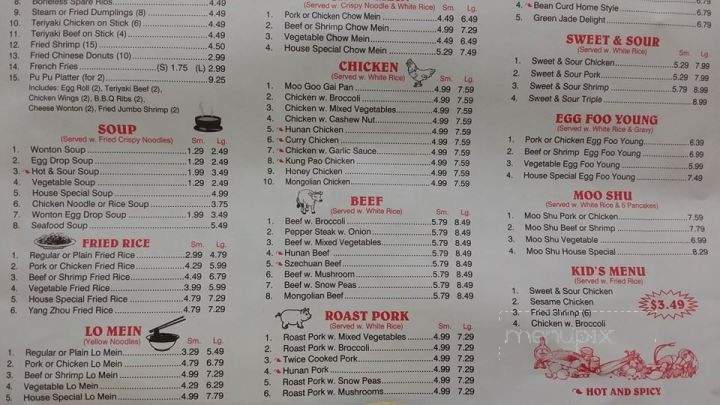 8. Boneless Spare Ribs 4.49
9. Steam or Fried Dumplings (8) 4.49
10. Teriyaki Chicken on Stick (6) 4.49
11. Teriyaki Beef on Stick (4) 4.49
12. Fried Shrimp (15) 4.50
13. Fried Chinese Donuts (10) 2.99
14. French Fries (S) 1.75 (L) 2.99
15. Pu Pu Platter (for 2) 9.25
Includes: Egg Roll (2), Teriyaki Beef (2),
Chicken Wings (2), B.B.Q Ribs (2),
Cheese Wonton (2), Fried Jumbo Shrimp (2)
SOUP
(Served w. Fried Crispy Noodles) Sm. Lg.
1. Wonton Soup 1.29 2.49
2. Egg Drop Soup 1.29 2.49
3. Hot & Sour Soup 1.99 3.49
4. Vegetable Soup 1.29 2.49
5. House Special Soup 4.99
6. Chicken Noodle or Rice Soup 3.75
7. Wonton Egg Drop Soup 1.99 3.49
8. Seafood Soup 5.49
FRIED RICE Sm. Lg.
1. Regular or Plain Fried Rice 2.99 4.79
2. Pork or Chicken Fried Rice 4.29 5.99
3. Beef or Shrimp Fried Rice 4.49 6.79
4. Vegetable Fried Rice 3.99 5.99
5. House Special Fried Rice 4.79 7.29
6. Yang Zhou Fried Rice 4.79 7.29
LO MEIN
(Yellow Noodles) Sm. Lg.
1. Regular or Plain Lo Mein 3.29 5.49
2. Pork or Chicken Lo Mein 4.79 6.79
3. Beef or Shrimp Lo Mein 4.99 7.29
4. Vegetable Lo Mein 4.29 6.29
5. House Special Lo Mein 4.99 7.79
(Served w. Crispy Noodle & White Rice) Sm. Lg.
1. Pork or Chicken Chow Mein 4.49 6.49
2. Beef or Shrimp Chow Mein 4.99 7.29
3. Vegetable Chow Mein 4.49 6.49
4. House Special Chow Mein 5.29 7.49
CHICKEN
(Served w. White Rice) Sm. Lg.
1. Moo Goo Gai Pan 4.99 7.59
2. Chicken w. Broccoli 4.99 7.59
3. Chicken w. Mixed Vegetables 4.99 7.59
4. Chicken w. Cashew Nut 4.99 7.59
5. Hunan Chicken 4.99 7.59
6. Curry Chicken 4.99 7.59
7. Chicken w. Garlic Sauce 4.99 7.59
8. Kung Pao Chicken 4.99 7.59
9. Honey Chicken 4.99 7.59
10. Mongolian Chicken 4.99 7.59
BEEF
(Served w. White Rice) Sm. Lg.
1. Beef w. Broccoli 5.79 8.49
2. Pepper Steak w. Onion 5.79 8.49
3. Beef w. Mixed Vegetables 5.79 8.49
4. Hunan Beef 5.79 8.49
5. Szechuan Beef 5.79 8.49
6. Beef w. Mushroom 5.79 8.49
7. Beef w. Snow Peas 5.79 8.49
8. Mongolian Beef 5.79 8.49
ROAST PORK
(Served w. White Rice) Sm. Lg.
1. Roast Pork w. Mixed Vegetables 4.99 7.29
2. Roast Pork w. Broccoli 4.99 7.29
3. Twice Cooked Pork 4.99 7.29
4. Hunan Pork 4.99 7.29
5. Roast Pork w. Snow Peas 4.99 7.29
6. Roast Pork w. Mushrooms 4.99 7.29
4. Bean Curd Home Style 6.79
5. Green Jade Delight 6.79
SWEET & SOUR
(Served w. White Rice) Sm. Lg.
1. Sweet & Sour Chicken 5.29 7.99
2. Sweet & Sour Pork 5.29 7.99
3. Sweet & Sour Shrimp 5.79 8.99
4. Sweet & Sour Triple 8.99
EGG FOO YOUNG
(Served w. White Rice & Gravy)
1. Pork or Chicken Egg Foo Young 6.39
2. Beef or Shrimp Egg Foo Young 6.99
3. Vegetable Egg Foo Young 5.99
4. House Special Egg Foo Young 7.49
MOO SHU
(Served w. White Rice & 5 Pancakes)
1. Moo Shu Pork or Chicken 7.59
2. Moo Shu Beef or Shrimp 7.79
3. Moo Shu Vegetable 6.99
4. Moo Shu House Special 8.29
KID'S MENU
(Served w. Fried Rice)
1. Sweet & Sour Chicken
2. Sesame Chicken
3. Fried Shrimp (6)
4. Chicken w. Broccoli
$3.49
menupix
HOT AND SPICY